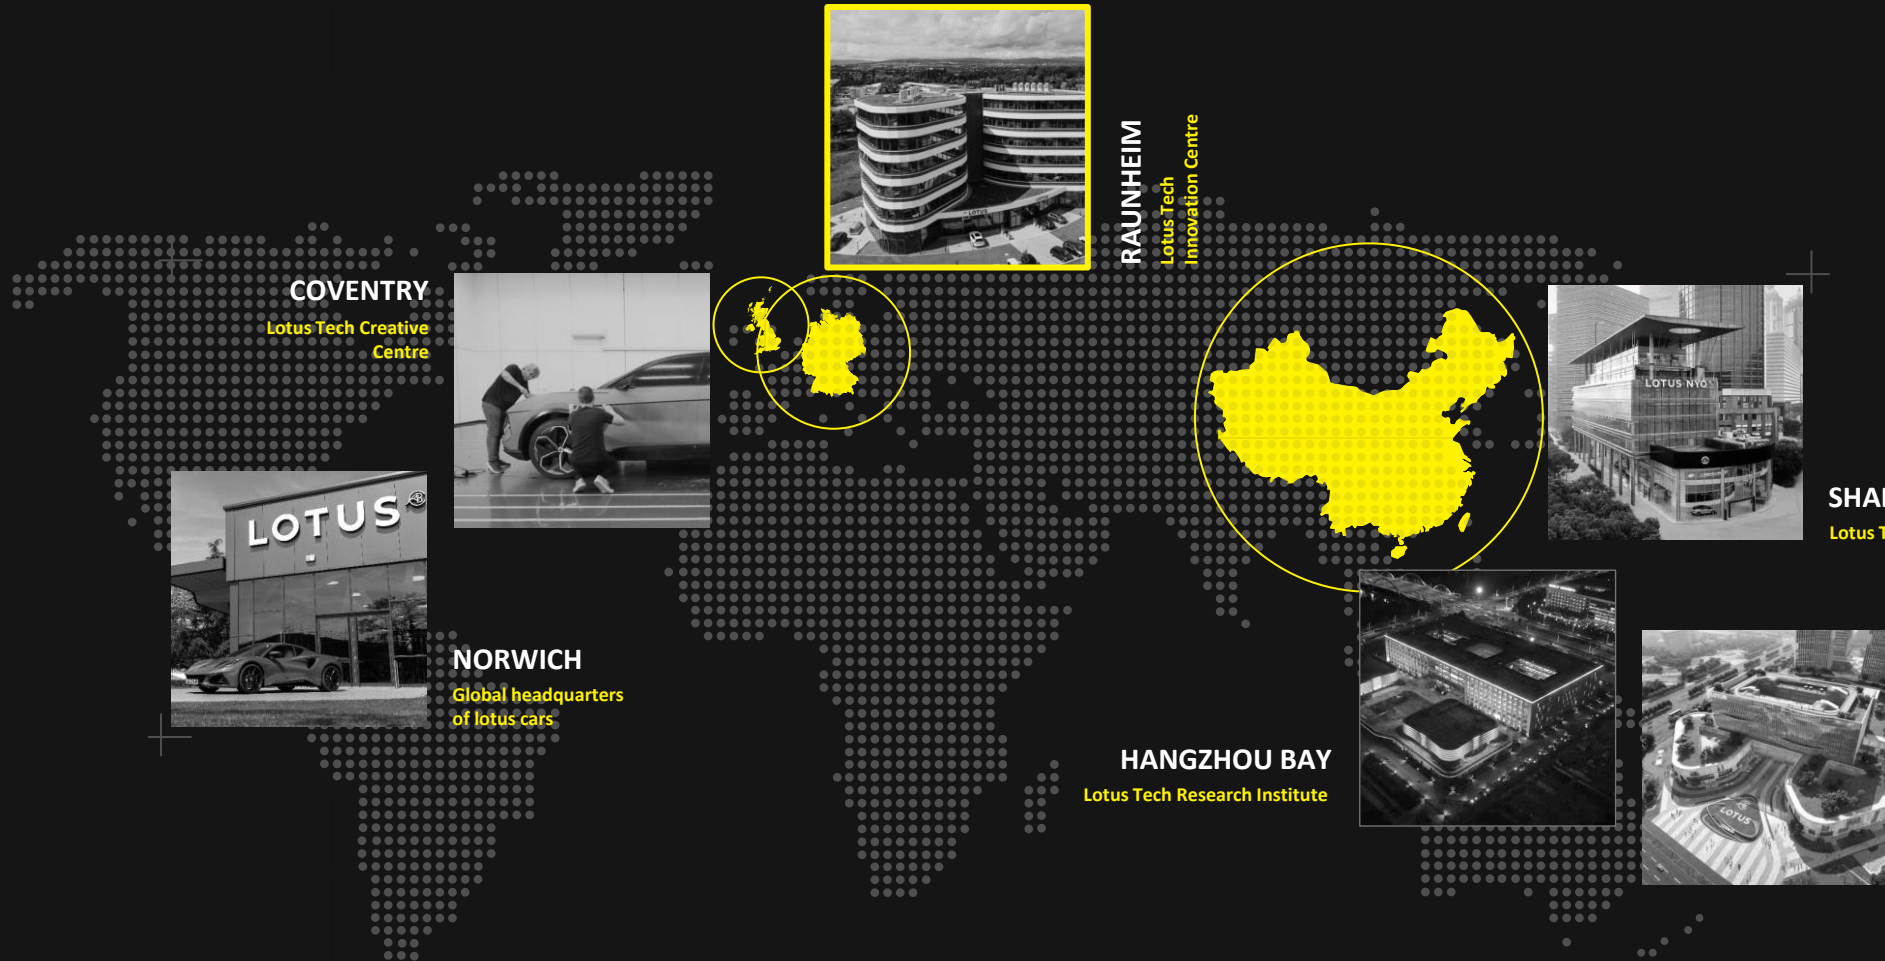 RAUNHEIM
Lotus Tech
Innovation Centre
COVENTRY
Lotus Tech Creative
Centre
LOTUS
LOTUS
LOTUS NYO
SHA
Lotus T
NORWICH
Global headquarters
of lotus cars
HANGZHOU BAY
Lotus Tech Research Institute
LOTUS